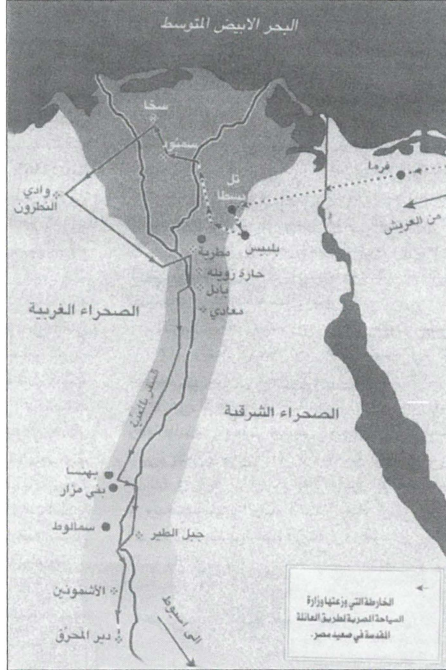 البحر الابيض المتوسط
سخا
سمنود
تل
بسطا
فرما
من العريش
وادي
النطرون
بلبيس
مطرية
حارة زويلة
بابل
معادي
الصحراء الغربية
الصحراء الشرقية
بهنسا
بني مزار
سمالوط
جبل الطير
الأشمونين
دير المحرق
الى اسيوط
الخارطة التي وزعتها وزارة
السياحة المصرية لطريق العائلة
المقدسة في صعيد مصر.